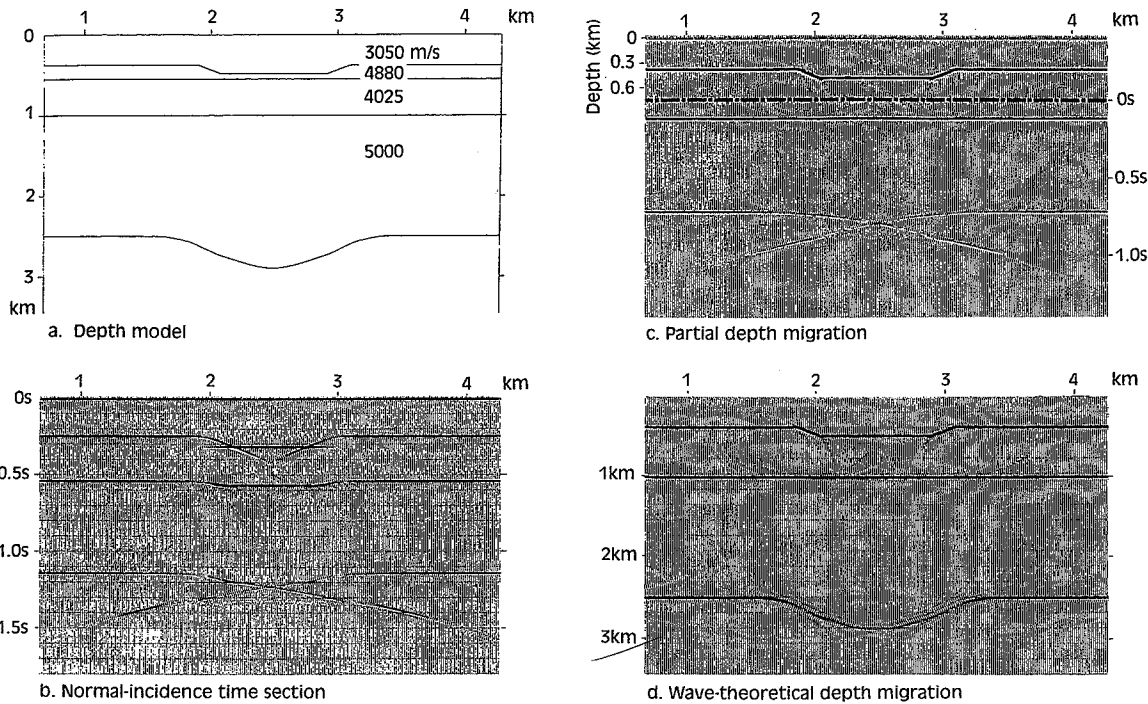 1 2 3 4 km
0
3050 m/s
4880
4025
1
5000
2
3
km
a. Depth model
1 2 3 4 km
Depth (km)
0
0.3
0.6
0s
0.5s
1.0s
c. Partial depth migration
1 2 3 4 km
0s
0.5s
1.0s
1.5s
b. Normal-incidence time section
1 2 3 4 km
1km
2km
3km
d. Wave-theoretical depth migration